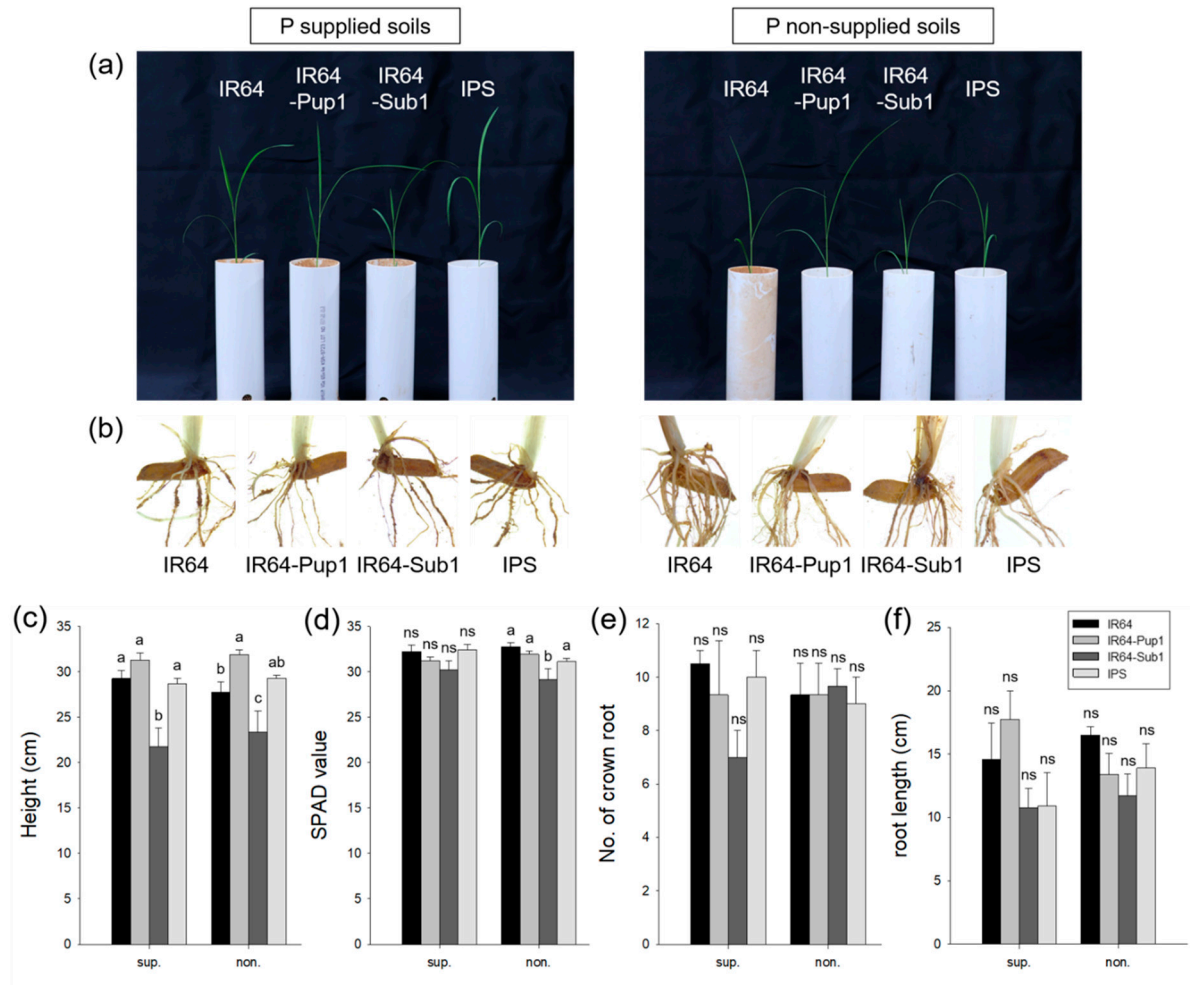 P supplied soils
P non-supplied soils
(a)
IR64
IR64
-Pup1
IR64
-Sub1
IPS
IR64
IR64
-Pup1
IR64
-Sub1
IPS
(b)
IR64
IR64-Pup1
IR64-Sub1
IPS
IR64
IR64-Pup1
IR64-Sub1
IPS
(c)
Height (cm)
35
30
25
20
15
10
5
0
a
a
b
a
b
a
c
ab
sup.
non.
(d)
SPAD value
35
30
25
20
15
10
5
0
ns
ns
ns
ns
a
a
b
a
sup.
non.
(e)
No. of crown root
12
10
8
6
4
2
0
ns
ns
ns
ns
ns
ns
ns
ns
sup.
non.
(f)
root length (cm)
25
20
15
10
5
0
ns
ns
ns
ns
ns
ns
ns
ns
sup.
non.
IR64
IR64-Pup1
IR64-Sub1
IPS